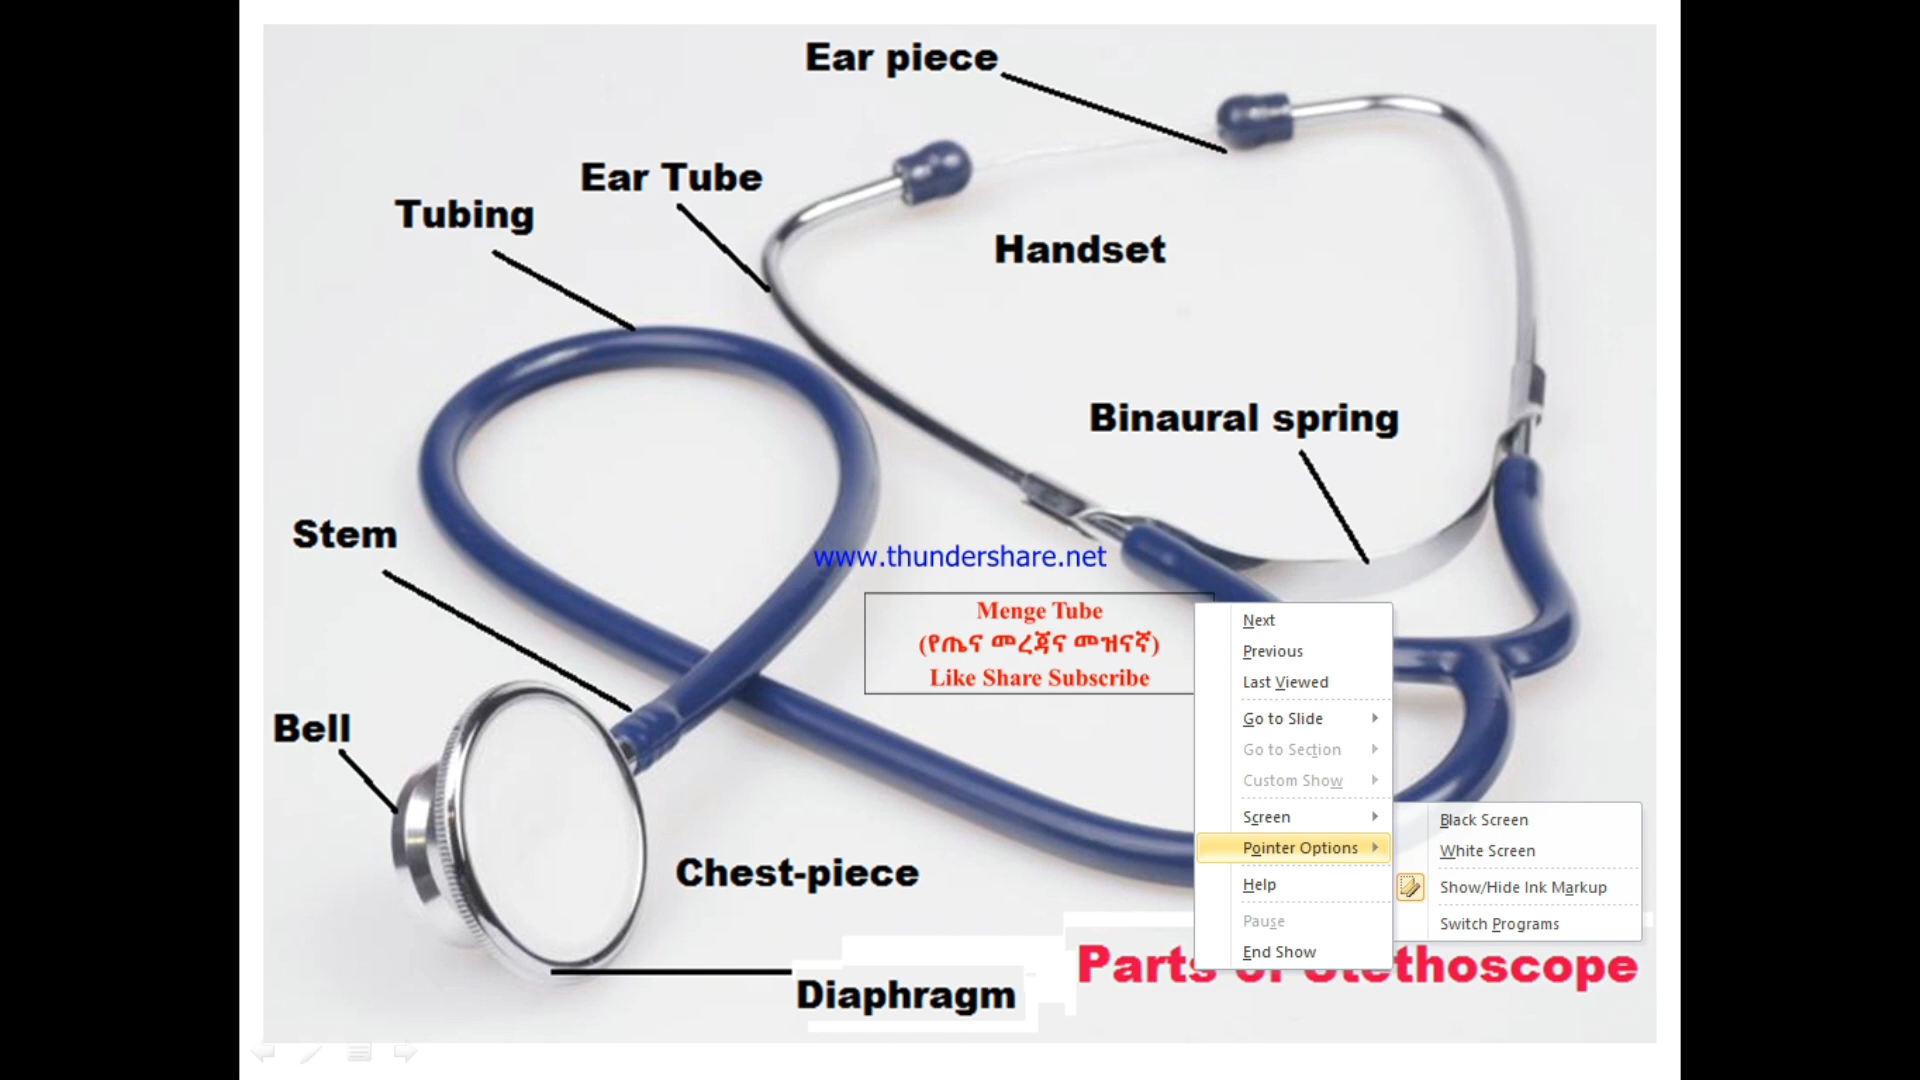 Ear piece
Ear Tube
Tubing
Handset
Binaural spring
Stem
www.thundershare.net
Menge Tube
(የጤና መረጃና መዝናኛ)
Like Share Subscribe
Next
Previous
Last Viewed
Go to Slide
Go to Section
Custom Show
Screen
Pointer Options
Help
Pause
End Show
Black Screen
White Screen
Show/Hide Ink Markup
Switch Programs
Bell
Chest-piece
Diaphragm
Parts of Stethoscope